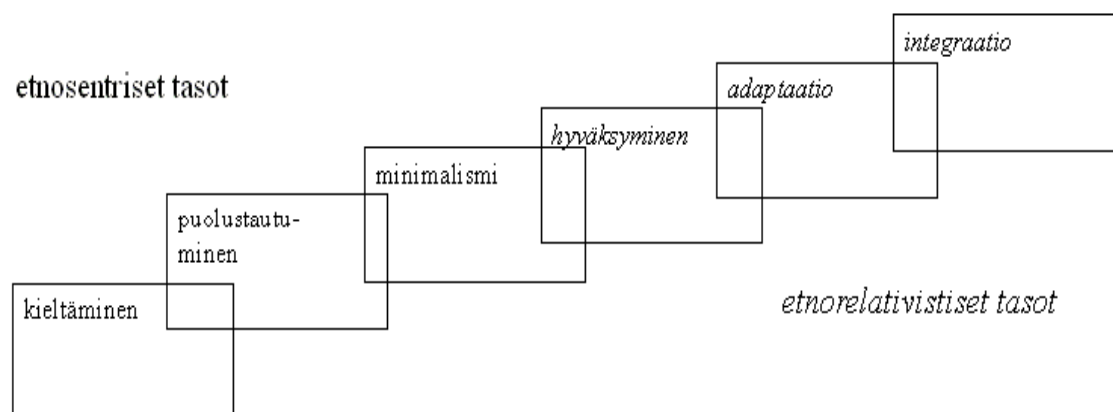 integraatio
etnosentriset tasot
adaptaatio
hyväksyminen
minimalismi
puolustautu-
minen
kieltäminen
etnorelativistiset tasot